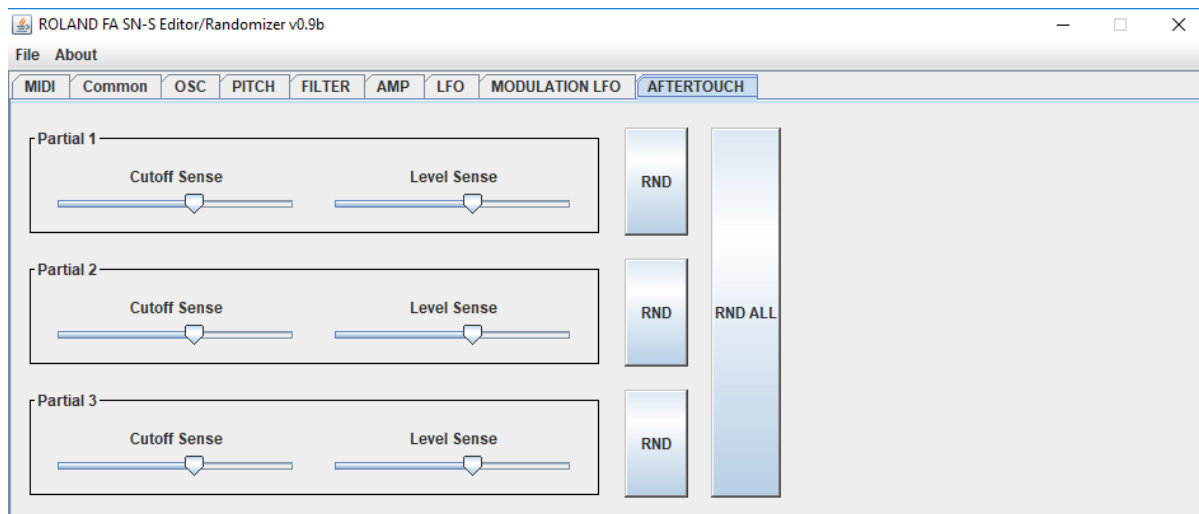 ROLAND FA SN-S Editor/Randomizer v0.9b
File About
MIDI Common OSC PITCH FILTER AMP LFO MODULATION LFO AFTERTOUCH
Partial 1
Cutoff Sense Level Sense
RND
Partial 2
Cutoff Sense Level Sense
RND RND ALL
Partial 3
Cutoff Sense Level Sense
RND